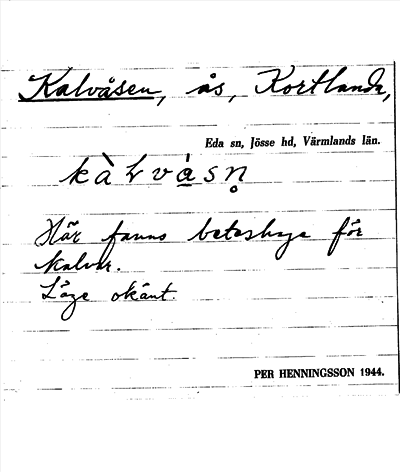 Kalvåsen, ås, Kortlanda,
Eda sn, Jösse hd, Värmlands län.
kàlvàsn̥
Här fanns beteshage för
kalvar.
Läge okänt.
PER HENNINGSSON 1944.